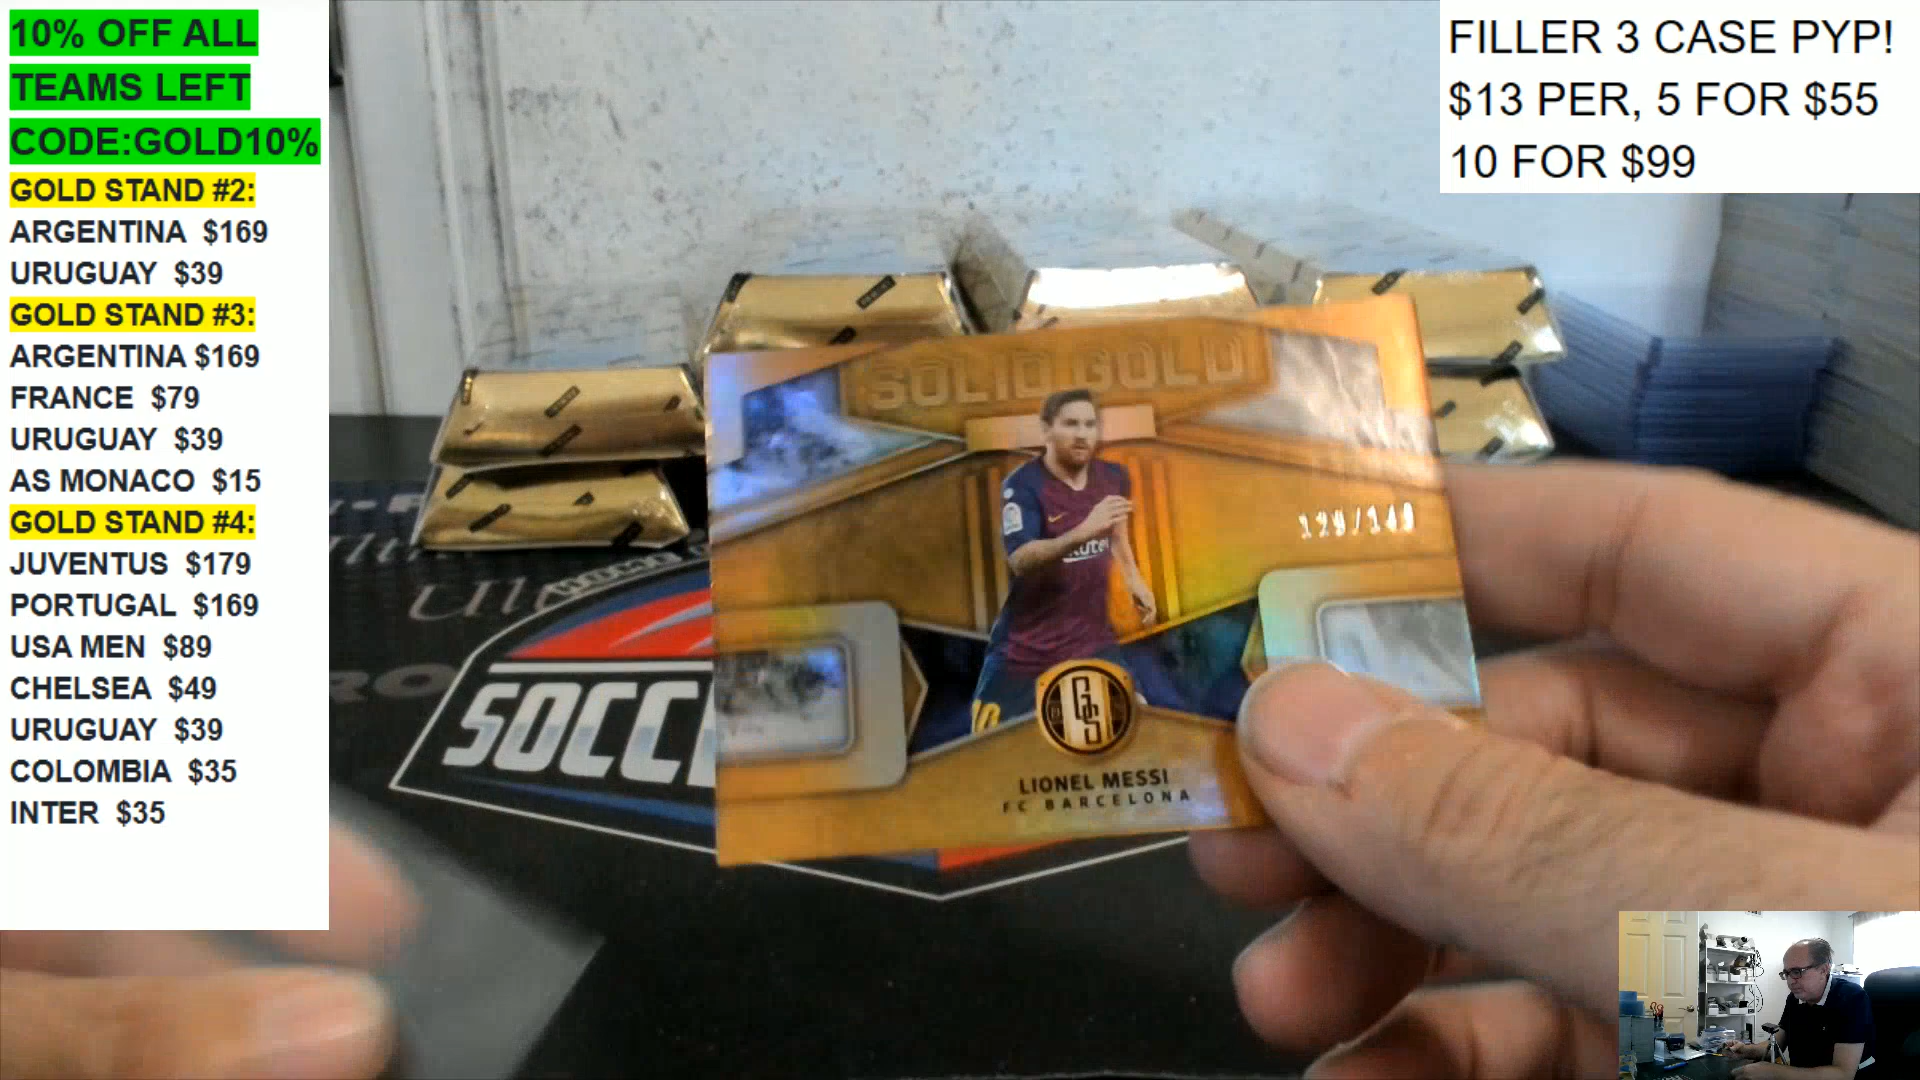 10% OFF ALL
TEAMS LEFT
CODE:GOLD10%
GOLD STAND #2:
ARGENTINA $169
URUGUAY $39
GOLD STAND #3:
ARGENTINA $169
FRANCE $79
URUGUAY $39
AS MONACO $15
GOLD STAND #4:
JUVENTUS $179
PORTUGAL $169
USA MEN $89
CHELSEA $49
URUGUAY $39
COLOMBIA $35
INTER $35
FILLER 3 CASE PYP!
$13 PER, 5 FOR $55
10 FOR $99
SOLID GOLD
129/149
GS
LIONEL MESSI
FC BARCELONA
SOCC